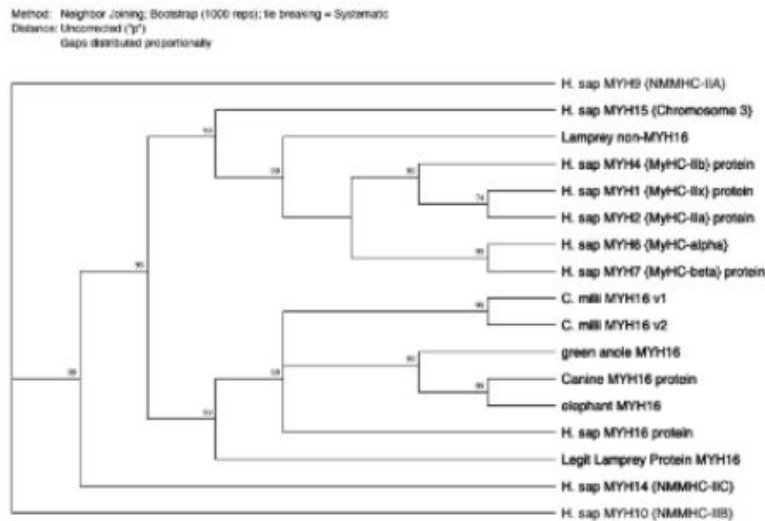 Method: Neighbor Joining; Bootstrap (1000 reps); tie breaking = Systematic
Distance: Uncorrected ("p")
Gaps distributed proportionally
H. sap MYH9 {NMMHC-IIA}
H. sap MYH15 {Chromosome 3}
Lamprey non-MYH16
H. sap MYH4 {MyHC-IIb} protein
H. sap MYH1 {MyHC-IIx} protein
H. sap MYH2 {MyHC-IIa} protein
H. sap MYH6 {MyHC-alpha}
H. sap MYH7 {MyHC-beta} protein
C. milli MYH16 v1
C. milli MYH16 v2
green anole MYH16
Canine MYH16 protein
elephant MYH16
H. sap MYH16 protein
Legit Lamprey Protein MYH16
H. sap MYH14 {NMMHC-IIC}
H. sap MYH10 {NMMHC-IIB}